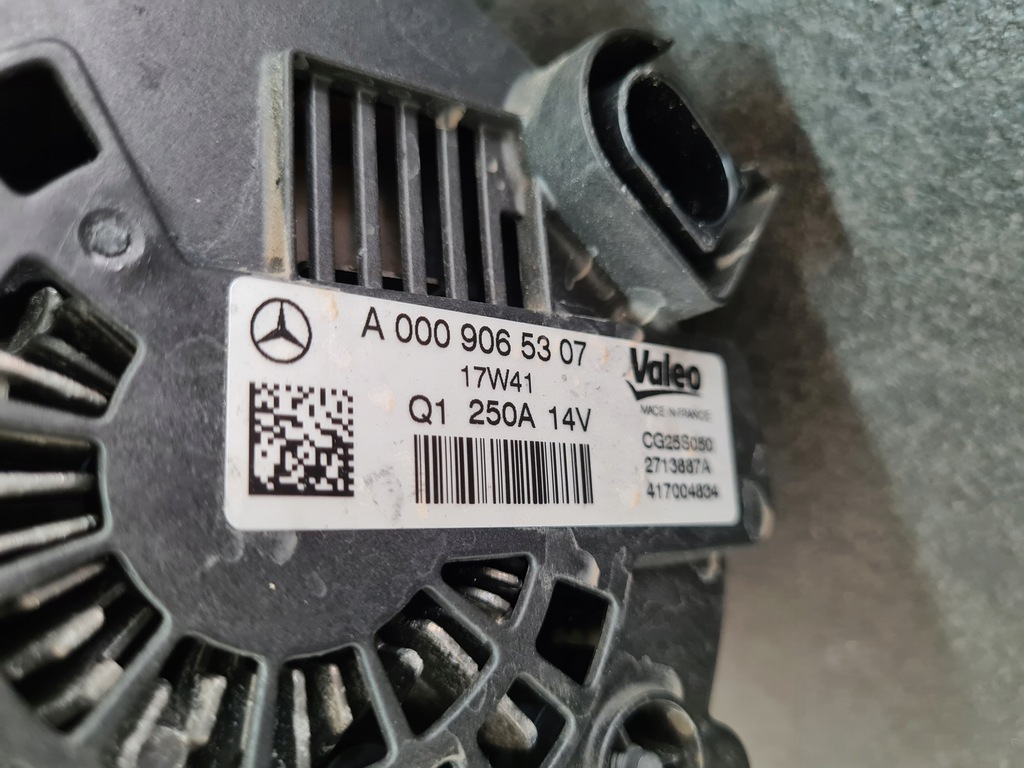 A 000 906 53 07
17W41
Q1 250A 14V
Valeo
MADE IN FRANCE
CG25S050
2713887A
417004834